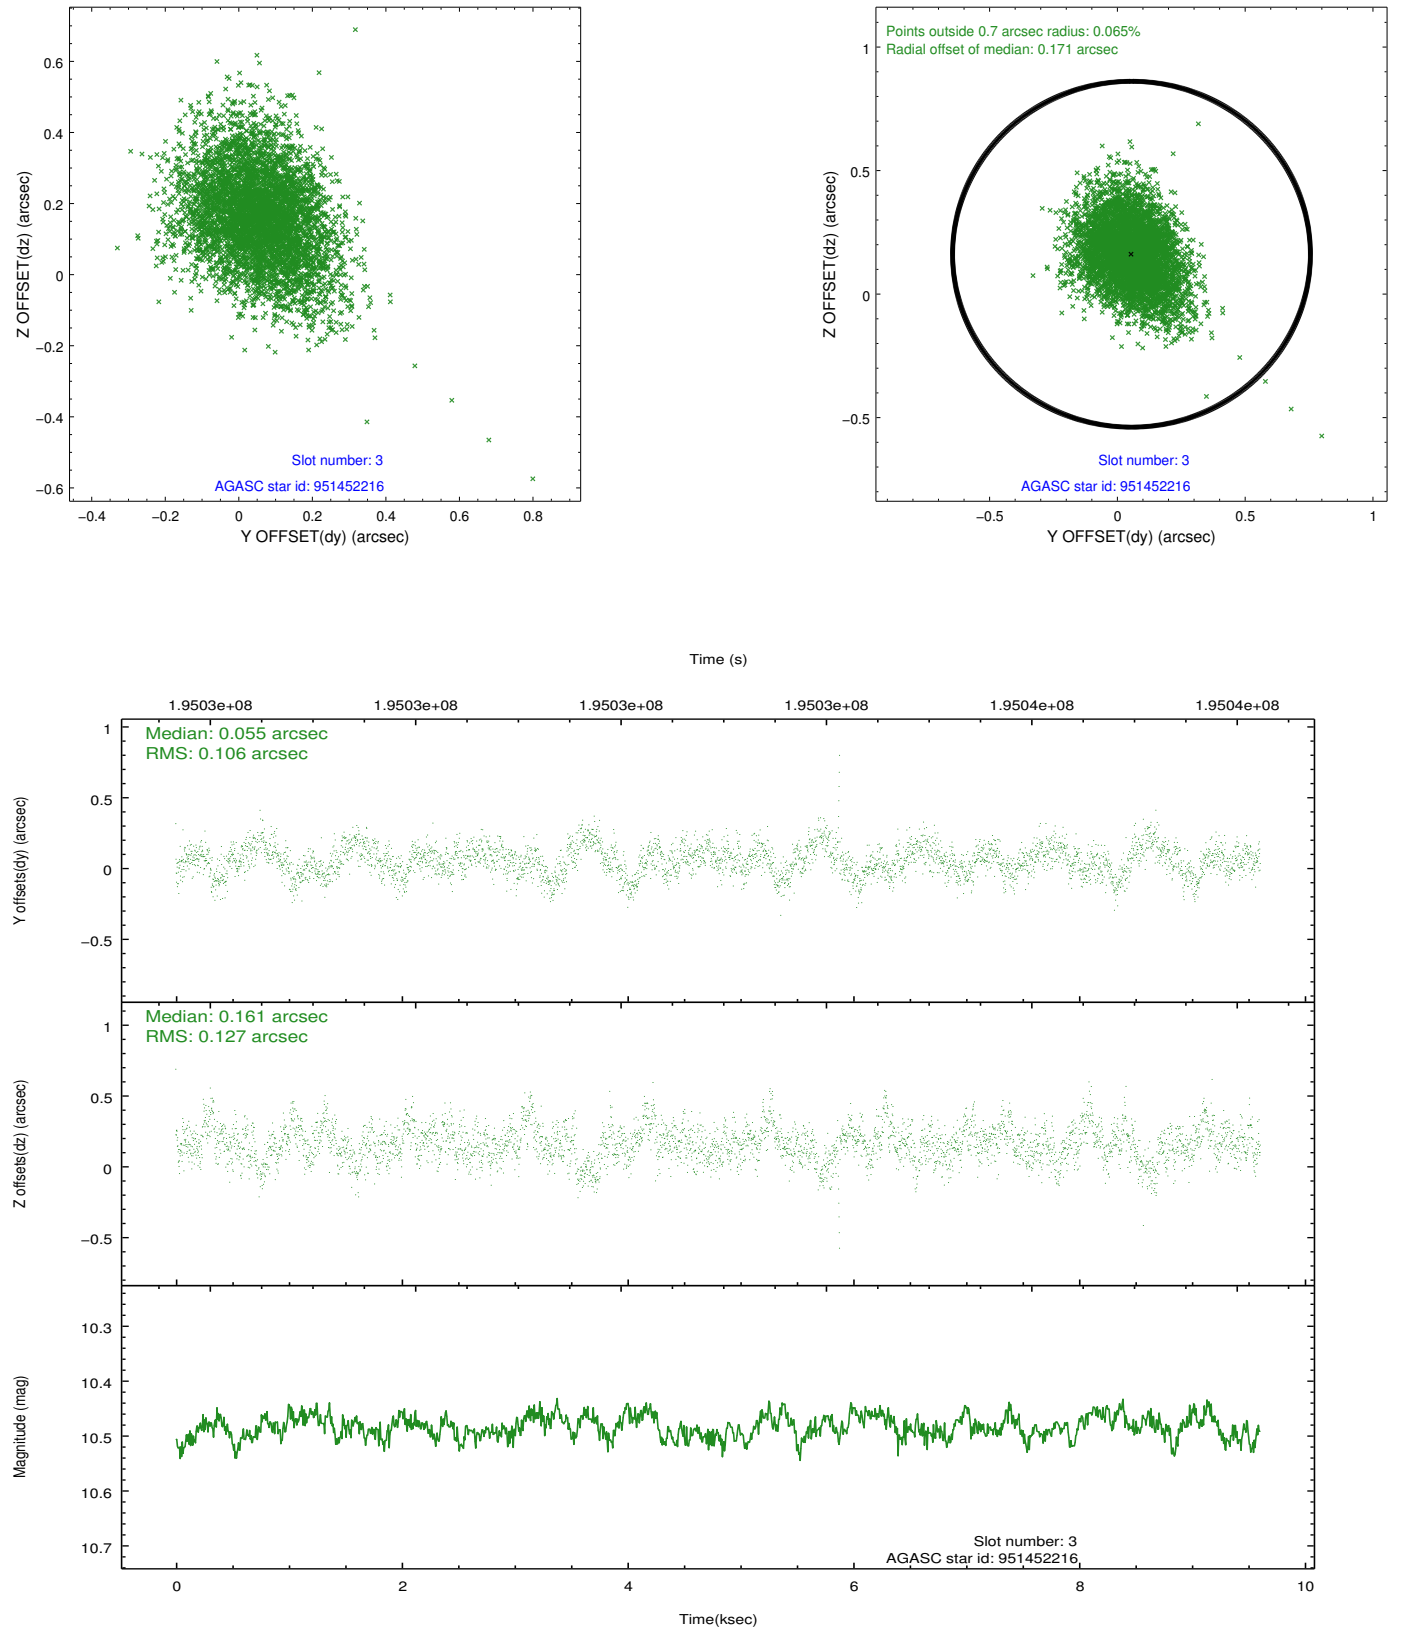 0.6
0.4
0.2
0
−0.2
−0.4
−0.6
Z OFFSET(dz) (arcsec)
Slot number: 3
AGASC star id: 951452216
−0.4 −0.2 0 0.2 0.4 0.6 0.8
Y OFFSET(dy) (arcsec)
Points outside 0.7 arcsec radius: 0.065%
Radial offset of median: 0.171 arcsec
1
0.5
0
−0.5
Z OFFSET(dz) (arcsec)
Slot number: 3
AGASC star id: 951452216
−0.5 0 0.5 1
Y OFFSET(dy) (arcsec)
Time (s)
1.9503e+08 1.9503e+08 1.9503e+08 1.9503e+08 1.9504e+08 1.9504e+08
Median: 0.055 arcsec
RMS: 0.106 arcsec
1
0.5
0
−0.5
Y offsets(dy) (arcsec)
Median: 0.161 arcsec
RMS: 0.127 arcsec
1
0.5
0
−0.5
Z offsets(dz) (arcsec)
10.3
10.4
10.5
10.6
10.7
Magnitude (mag)
Slot number: 3
AGASC star id: 951452216
0 2 4 6 8 10
Time(ksec)